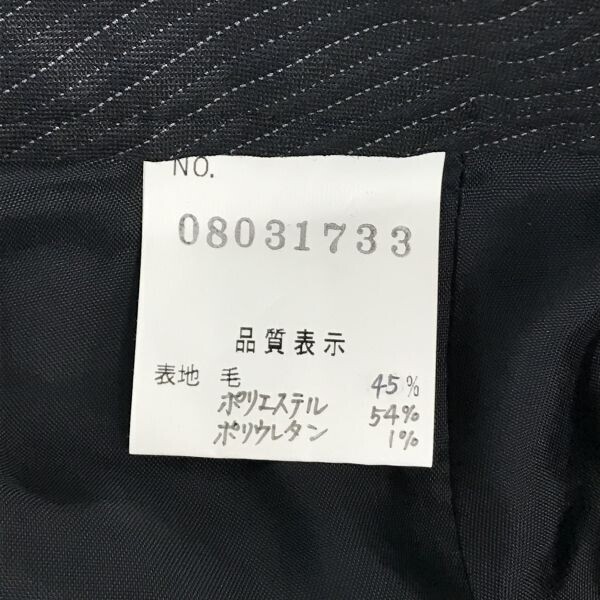 NO.
08031733
品質表示
表地 毛 45%
ポリエステル 54%
ポリウレタン 1%